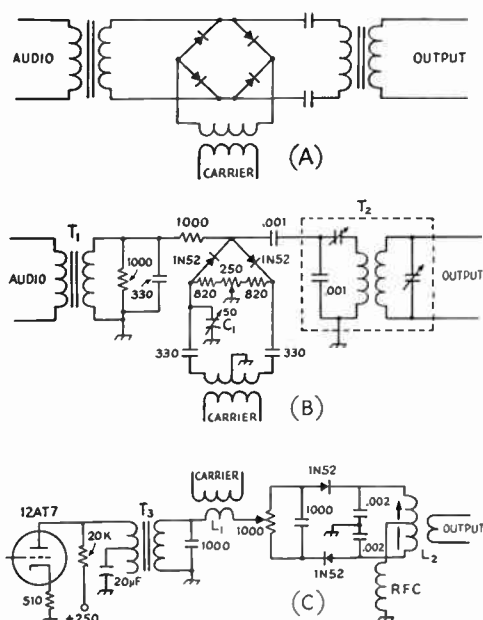 AUDIO
OUTPUT
CARRIER
(A)
T1
T2
1000
.001
1N52
1N52
AUDIO
1000
330
250
820
820
50
C1
.001
OUTPUT
330
330
CARRIER
(B)
CARRIER
12AT7
T3
20K
L1
1000
1000
1000
1N52
.002
.002
1N52
L2
OUTPUT
20µF
510
+250
RFC
(C)